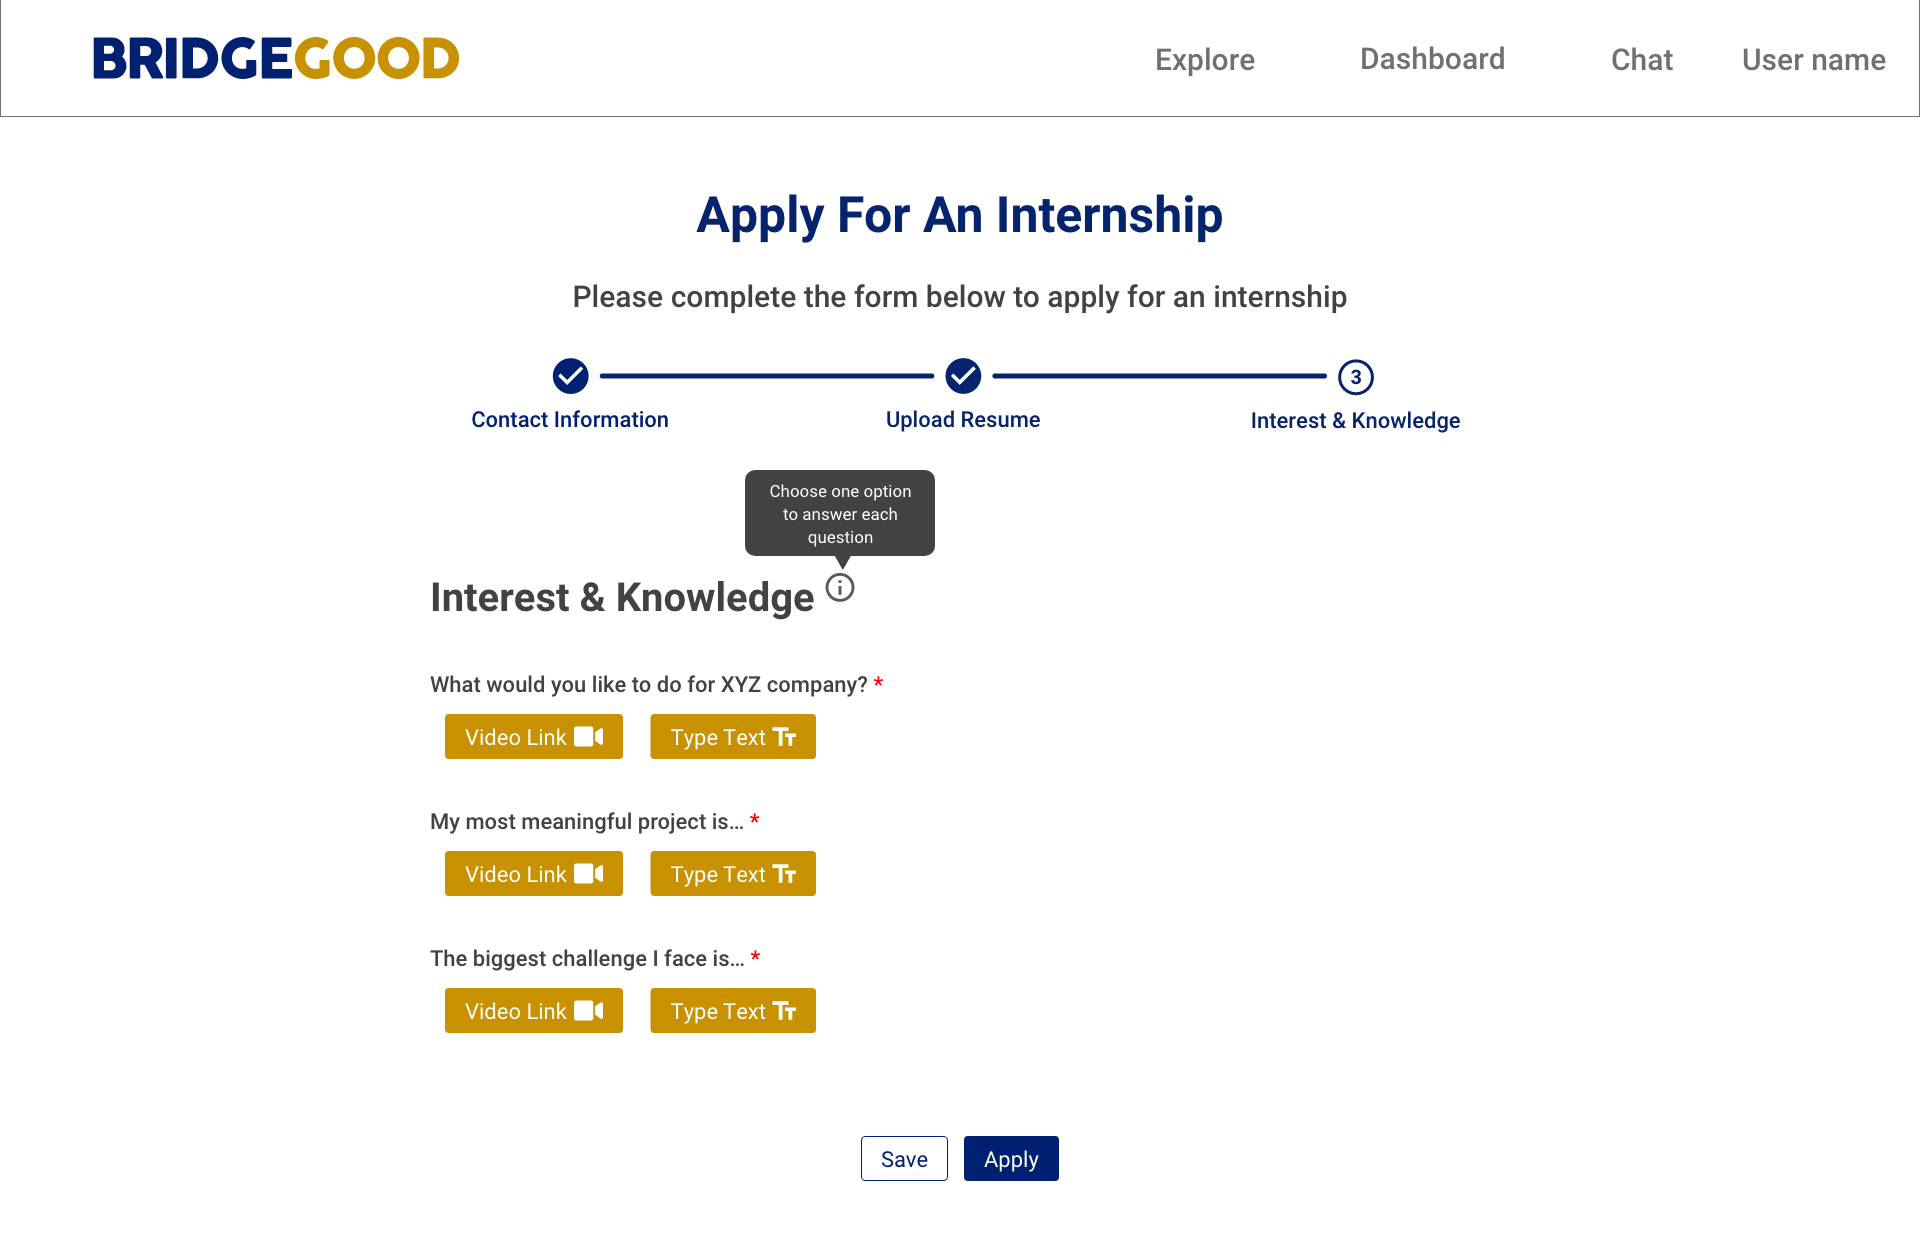 BRIDGEGOOD
Explore
Dashboard
Chat
User name
Apply For An Internship
Please complete the form below to apply for an internship
3
Contact Information
Upload Resume
Interest & Knowledge
Choose one option
to answer each
question
Interest & Knowledge
What would you like to do for XYZ company? *
Video Link
Type Text
My most meaningful project is... *
Video Link
Type Text
The biggest challenge I face is... *
Video Link
Type Text
Save
Apply